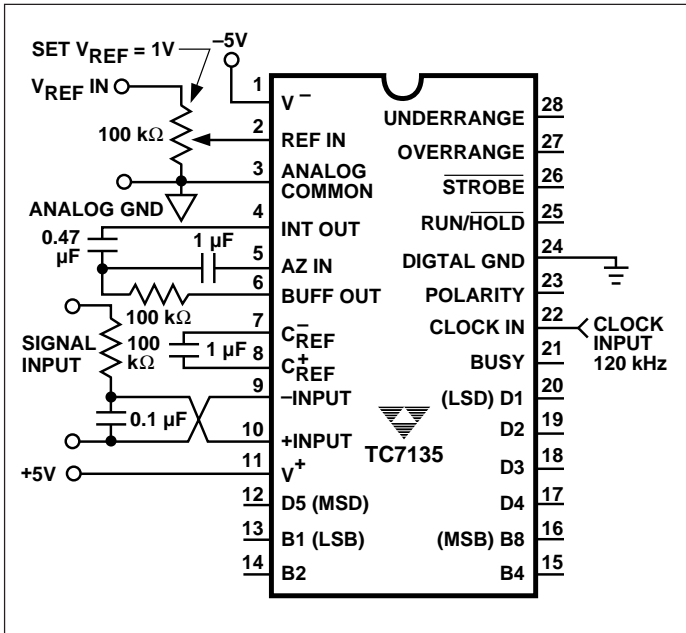 SET VREF = 1V
–5V
VREF IN
100 kΩ
ANALOG GND
0.47
µF
1 µF
100 kΩ
SIGNAL
INPUT
100
kΩ
1 µF
0.1 µF
+5V
1
V–
2
REF IN
3
ANALOG
COMMON
4
INT OUT
5
AZ IN
6
BUFF OUT
7
C–REF
8
C+REF
9
–INPUT
10
+INPUT
11
V+
12
D5 (MSD)
13
B1 (LSB)
14
B2
TC7135
UNDERRANGE
28
OVERRANGE
27
STROBE
26
RUN/HOLD
25
DIGTAL GND
24
POLARITY
23
CLOCK IN
22
CLOCK
INPUT
120 kHz
BUSY
21
(LSD) D1
20
D2
19
D3
18
D4
17
(MSB) B8
16
B4
15